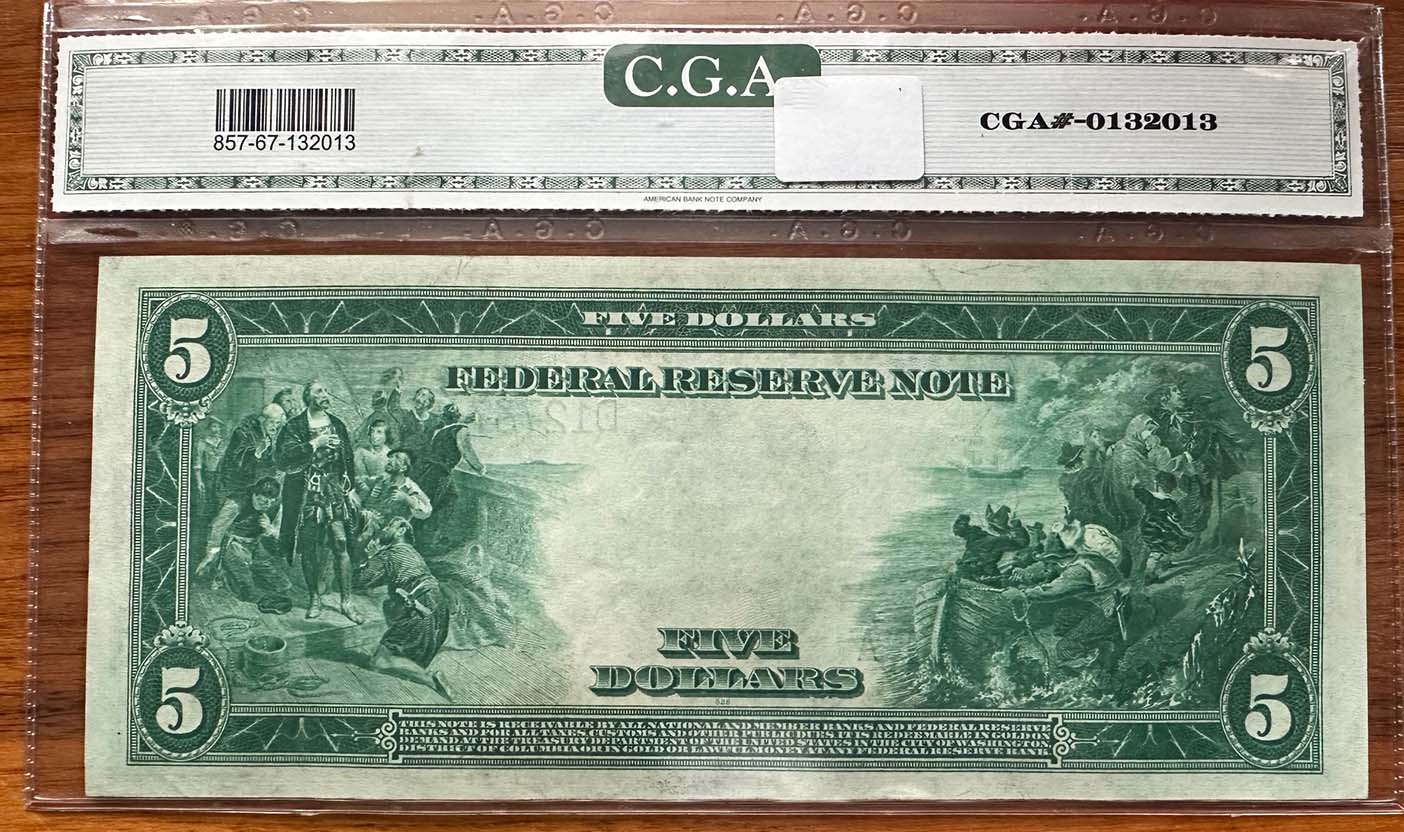 C.G.A
857-67-132013
CGA#-0132013
AMERICAN BANK NOTE COMPANY
5 FIVE DOLLARS 5
FEDERAL RESERVE NOTE
FIVE
DOLLARS
528
5 5
THIS NOTE IS RECEIVABLE BY ALL NATIONAL AND MEMBER BANKS AND FEDERAL RESERVE
BANKS AND FOR ALL TAXES, CUSTOMS AND OTHER PUBLIC DUES. IT IS REDEEMABLE IN GOLD ON
DEMAND AT THE TREASURY DEPARTMENT OF THE UNITED STATES IN THE CITY OF WASHINGTON,
DISTRICT OF COLUMBIA OR IN GOLD OR LAWFUL MONEY AT ANY FEDERAL RESERVE BANK.